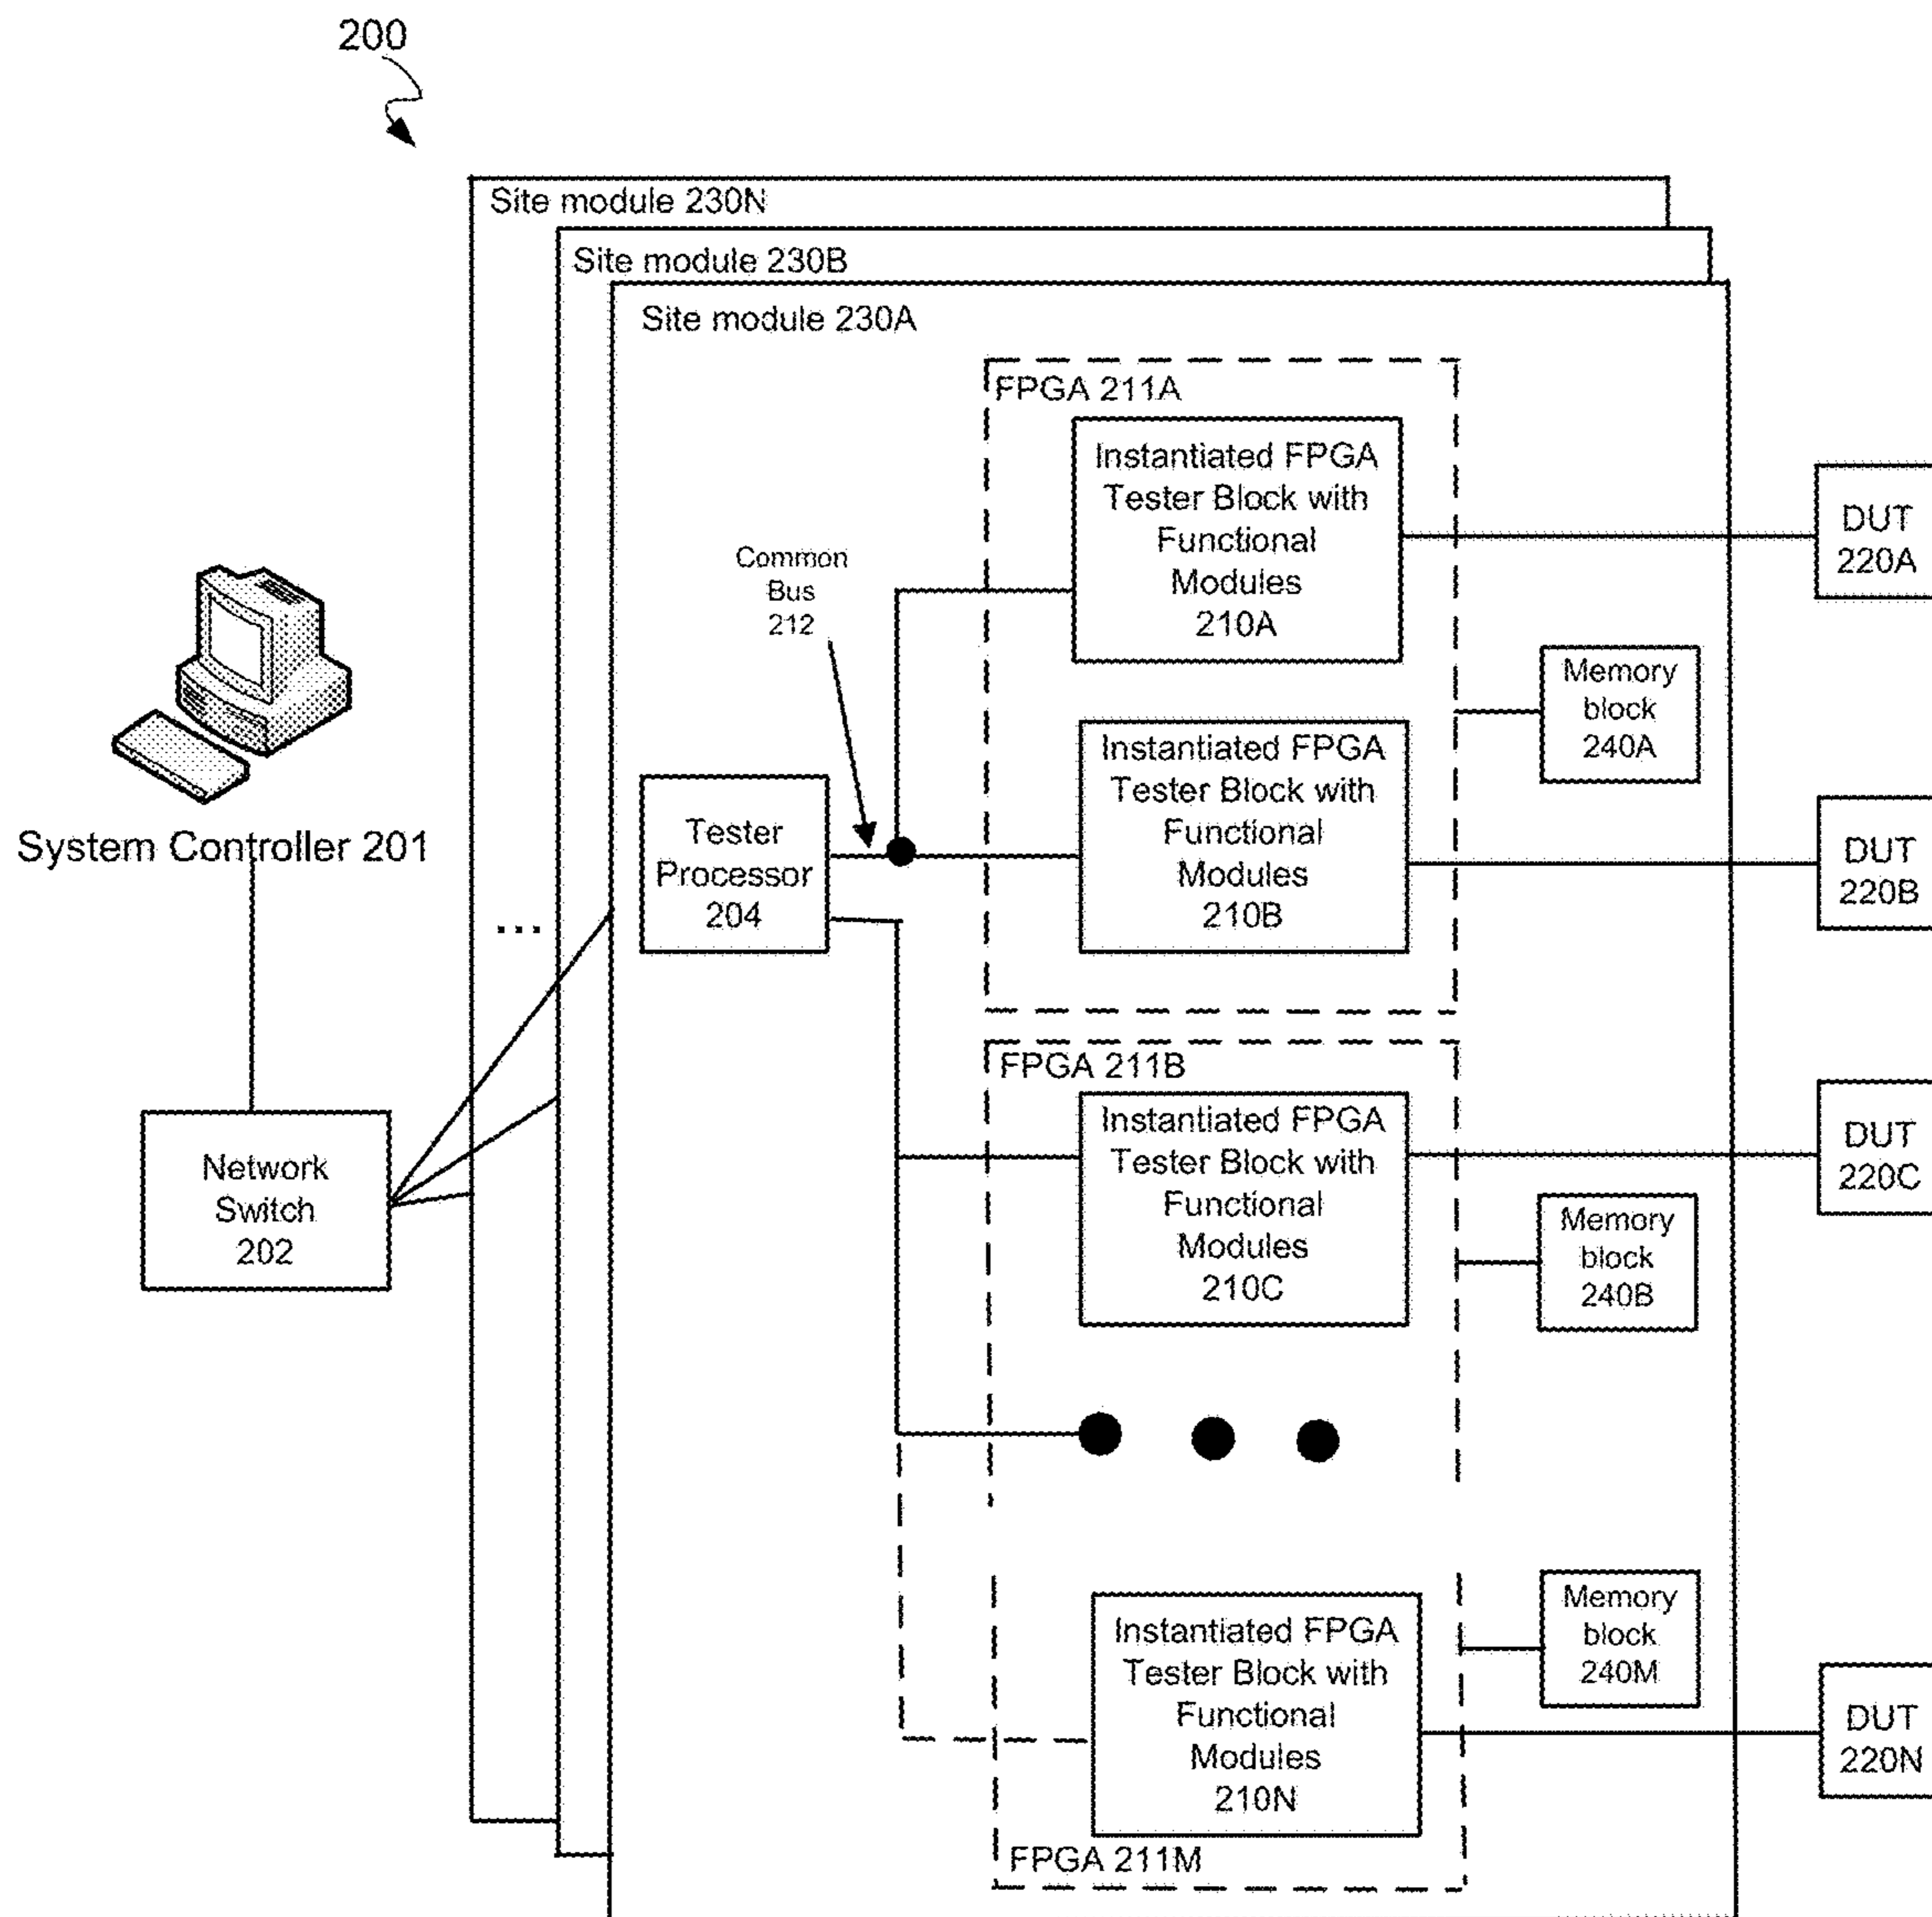 200
Site module 230N
Site module 230B
Site module 230A
FPGA 211A
Instantiated FPGA
Tester Block with
Functional
Modules
210A
DUT
220A
Common
Bus
212
Memory
block
240A
Instantiated FPGA
Tester Block with
Functional
Modules
210B
DUT
220B
System Controller 201
Tester
Processor
204
...
FPGA 211B
Instantiated FPGA
Tester Block with
Functional
Modules
210C
DUT
220C
Network
Switch
202
Memory
block
240B
Memory
block
240M
Instantiated FPGA
Tester Block with
Functional
Modules
210N
DUT
220N
FPGA 211M